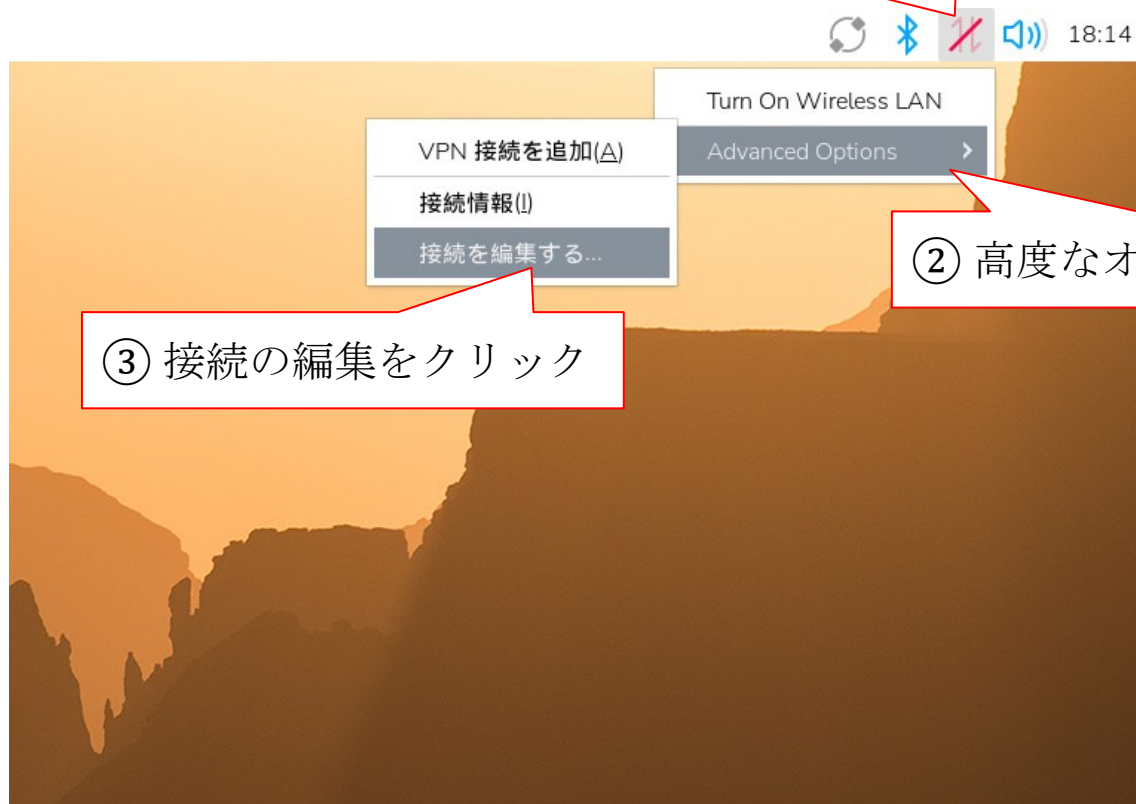 18:14
Turn On Wireless LAN
Advanced Options
VPN 接続を追加(A)
接続情報(I)
接続を編集する...
② 高度なオ
③ 接続の編集をクリック